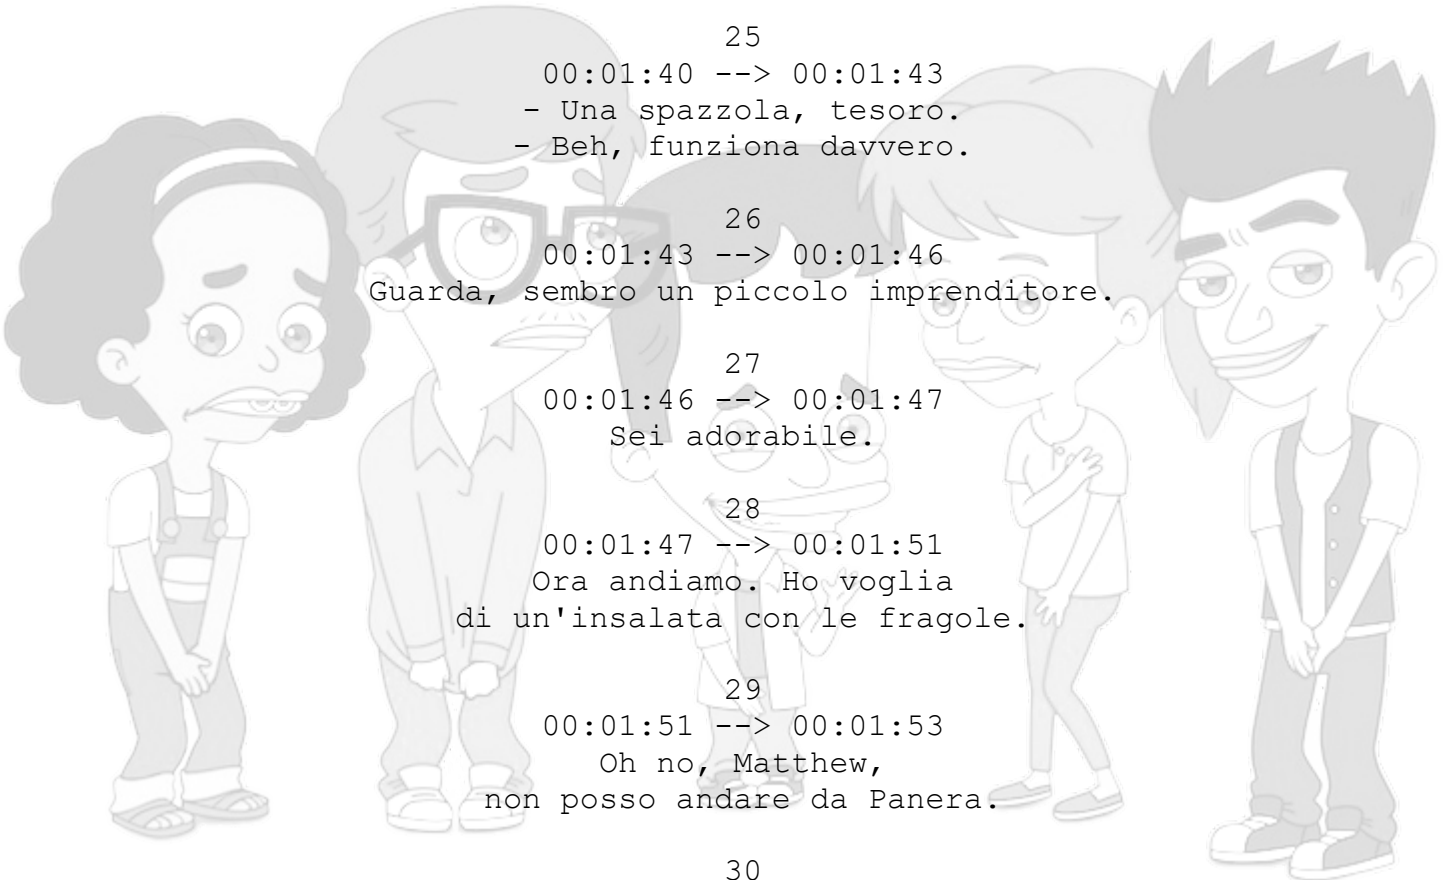 25
00:01:40 --> 00:01:43
- Una spazzola, tesoro.
- Beh, funziona davvero.
26
00:01:43 --> 00:01:46
Guarda, sembro un piccolo imprenditore.
27
00:01:46 --> 00:01:47
Sei adorabile.
28
00:01:47 --> 00:01:51
Ora andiamo. Ho voglia
di un'insalata con le fragole.
29
00:01:51 --> 00:01:53
Oh no, Matthew,
non posso andare da Panera.
30